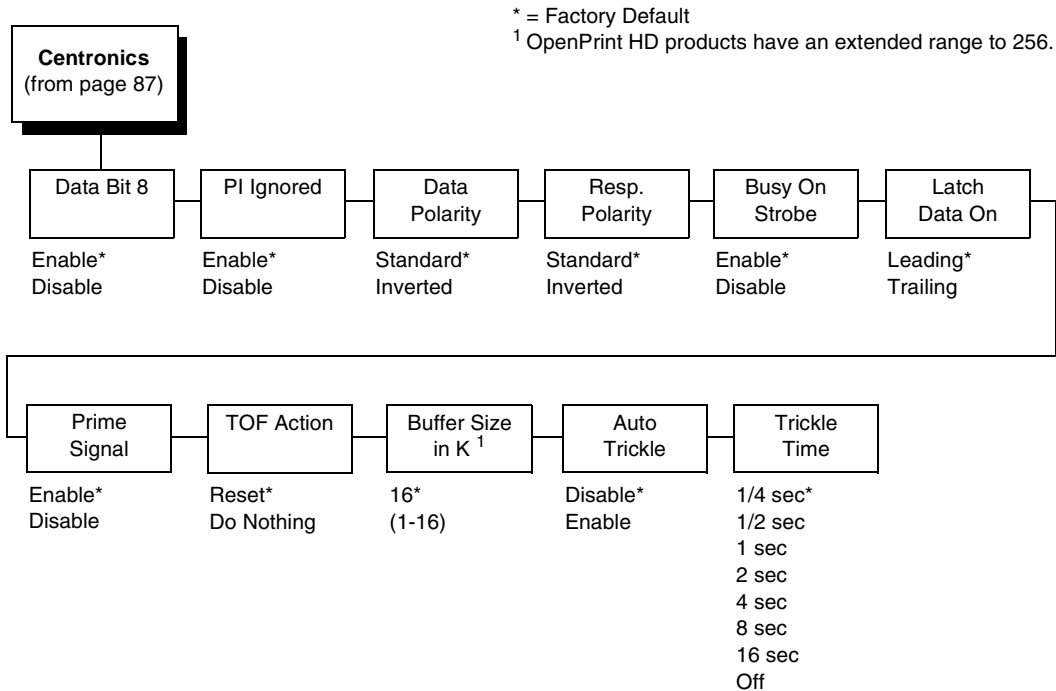 * = Factory Default
1 OpenPrint HD products have an extended range to 256.
Centronics
(from page 87)
Data Bit 8
Enable*
Disable
PI Ignored
Enable*
Disable
Data
Polarity
Standard*
Inverted
Resp.
Polarity
Standard*
Inverted
Busy On
Strobe
Enable*
Disable
Latch
Data On
Leading*
Trailing
Prime
Signal
Enable*
Disable
TOF Action
Reset*
Do Nothing
Buffer Size
in K 1
16*
(1-16)
Auto
Trickle
Disable*
Enable
Trickle
Time
1/4 sec*
1/2 sec
1 sec
2 sec
4 sec
8 sec
16 sec
Off